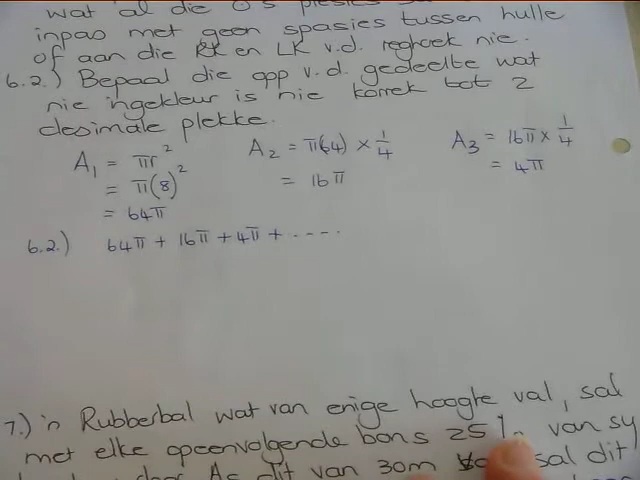 wat al die O's presies
inpas met geen spasies tussen hulle
of aan die RK en LK v.d. reghoek nie.
6.2.) Bepaal die opp v.d. gedeelte wat
nie ingekleur is nie korrek tot 2
desimale plekke.
A₁ = πr²
= π(8)²
= 64π
A₂ = π(64) × 1/4
= 16π
A₃ = 16π × 1/4
= 4π
6.2.) 64π + 16π + 4π + ----.
7.) 'n Rubberbal wat van enige hoogte val, sal
met elke opeenvolgende bons 25% van sy
As dit van 30m sal dit